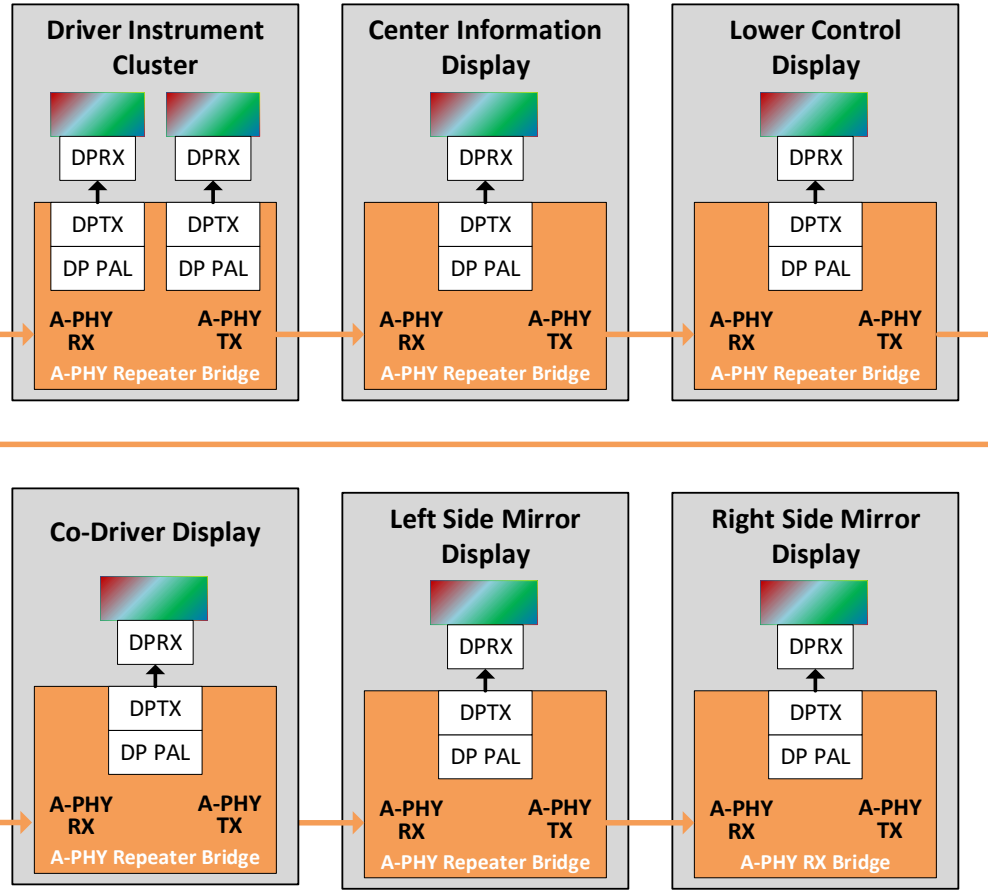 Driver Instrument
Cluster
DPRX
DPRX
DPTX
DPTX
DP PAL
DP PAL
A-PHY
RX
A-PHY
TX
A-PHY Repeater Bridge
Center Information
Display
DPRX
DPTX
DP PAL
A-PHY
RX
A-PHY
TX
A-PHY Repeater Bridge
Lower Control
Display
DPRX
DPTX
DP PAL
A-PHY
RX
A-PHY
TX
A-PHY Repeater Bridge
Co-Driver Display
DPRX
DPTX
DP PAL
A-PHY
RX
A-PHY
TX
A-PHY Repeater Bridge
Left Side Mirror
Display
DPRX
DPTX
DP PAL
A-PHY
RX
A-PHY
TX
A-PHY Repeater Bridge
Right Side Mirror
Display
DPRX
DPTX
DP PAL
A-PHY
RX
A-PHY
TX
A-PHY RX Bridge